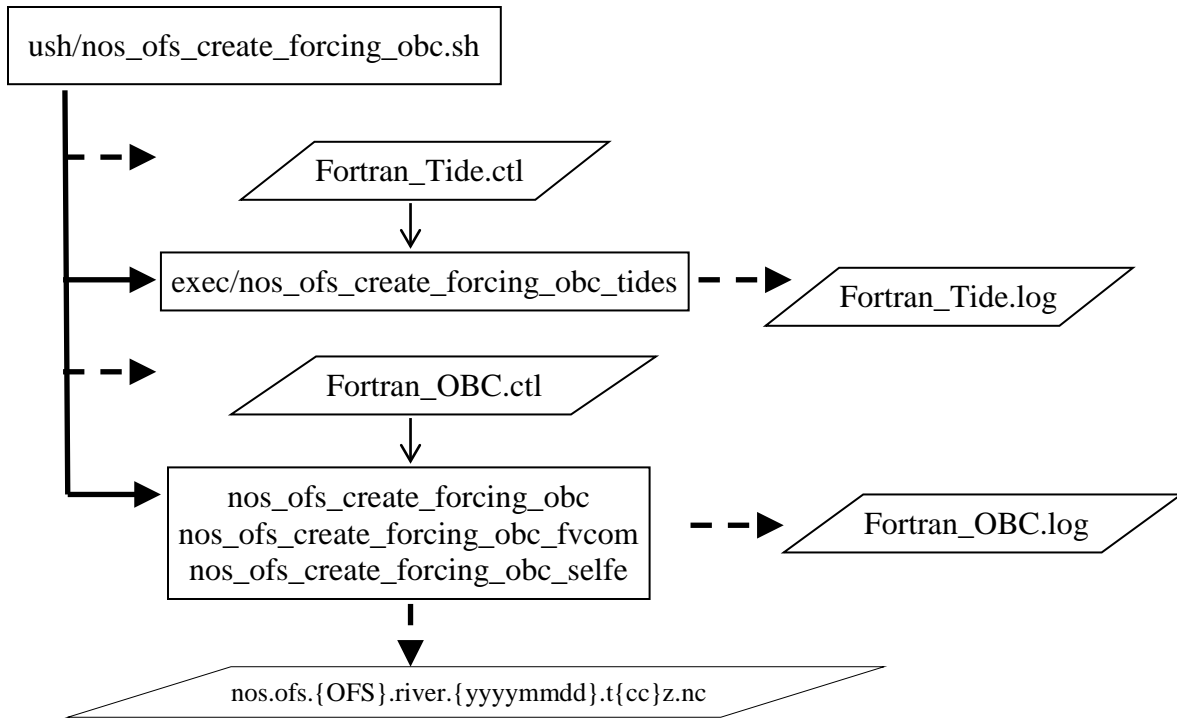 ush/nos_ofs_create_forcing_obc.sh
Fortran_Tide.ctl
exec/nos_ofs_create_forcing_obc_tides
Fortran_Tide.log
Fortran_OBC.ctl
nos_ofs_create_forcing_obc
nos_ofs_create_forcing_obc_fvcom
nos_ofs_create_forcing_obc_selfe
Fortran_OBC.log
nos.ofs.{OFS}.river.{yyyymmdd}.t{cc}z.nc